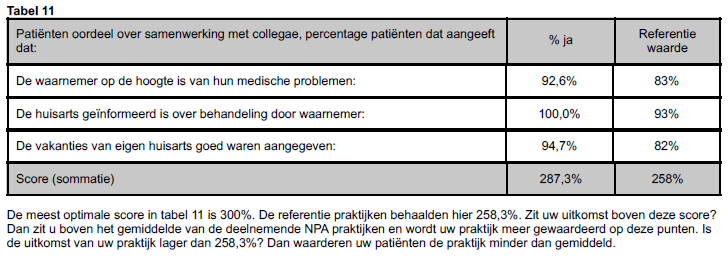 Tabel 11
Patiënten oordeel over samenwerking met collegae, percentage patiënten dat aangeeft dat: % ja Referentie waarde
De waarnemer op de hoogte is van hun medische problemen: 92,6% 83%
De huisarts geïnformeerd is over behandeling door waarnemer: 100,0% 93%
De vakanties van eigen huisarts goed waren aangegeven: 94,7% 82%
Score (sommatie) 287,3% 258%
De meest optimale score in tabel 11 is 300%. De referentie praktijken behaalden hier 258,3%. Zit uw uitkomst boven deze score?
Dan zit u boven het gemiddelde van de deelnemende NPA praktijken en wordt uw praktijk meer gewaardeerd op deze punten. Is
de uitkomst van uw praktijk lager dan 258,3%? Dan waarderen uw patiënten de praktijk minder dan gemiddeld.